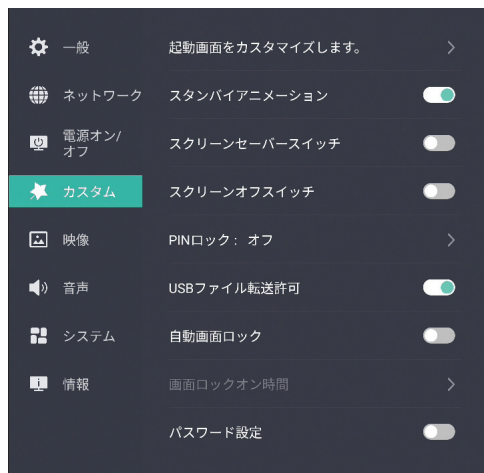 一般
起動画面をカスタマイズします。
ネットワーク
スタンバイアニメーション
電源オン/
オフ
スクリーンセーバースイッチ
カスタム
スクリーンオフスイッチ
映像
PINロック： オフ
音声
USBファイル転送許可
システム
自動画面ロック
情報
画面ロックオン時間
パスワード設定